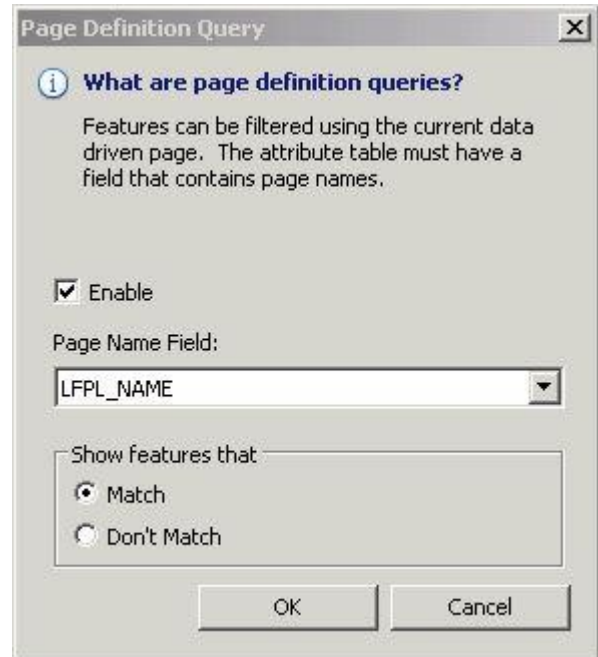 Page Definition Query
What are page definition queries?
Features can be filtered using the current data
driven page. The attribute table must have a
field that contains page names.
Enable
Page Name Field:
LFPL_NAME
Show features that
Match
Don't Match
OK Cancel